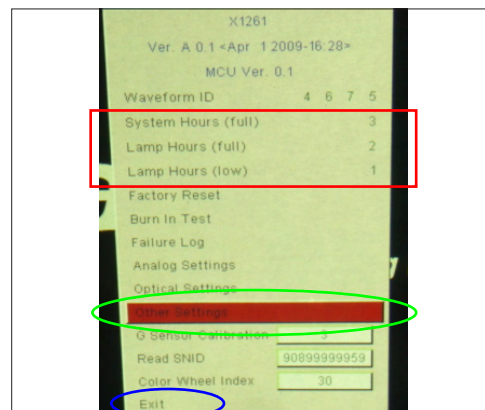 X1261
Ver. A 0.1 <Apr 1 2009-16:28>
MCU Ver. 0.1
Waveform ID 4 6 7 5
System Hours (full) 3
Lamp Hours (full) 2
Lamp Hours (low) 1
Factory Reset
Burn In Test
Failure Log
Analog Settings
Optical Settings
Other Settings
G Sensor Calibration 3
Read SNID 90899999959
Color Wheel Index 30
Exit